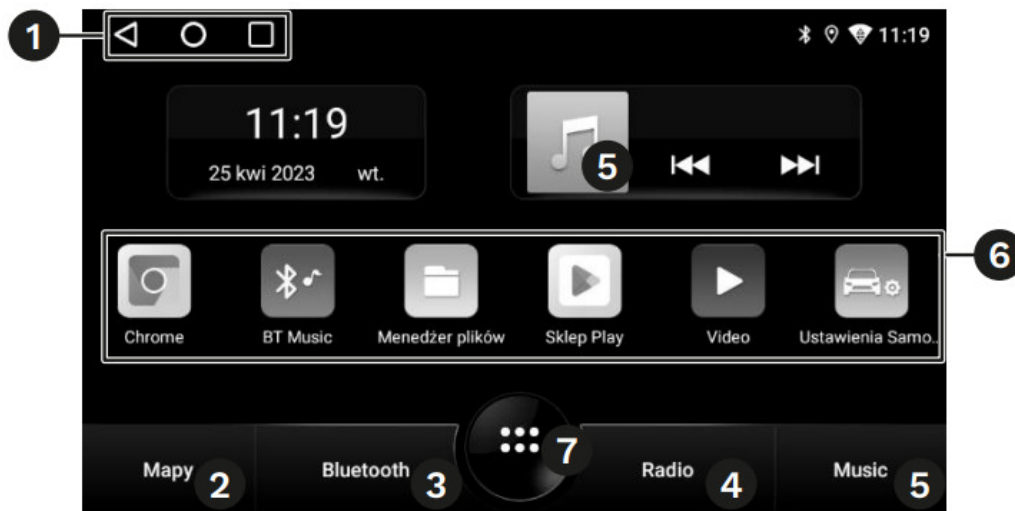 1
11:19
11:19
25 kwi 2023 wt.
5
6
Chrome
BT Music
Menedżer plików
Sklep Play
Video
Ustawienia Samo..
7
Mapy 2
Bluetooth 3
Radio 4
Music 5